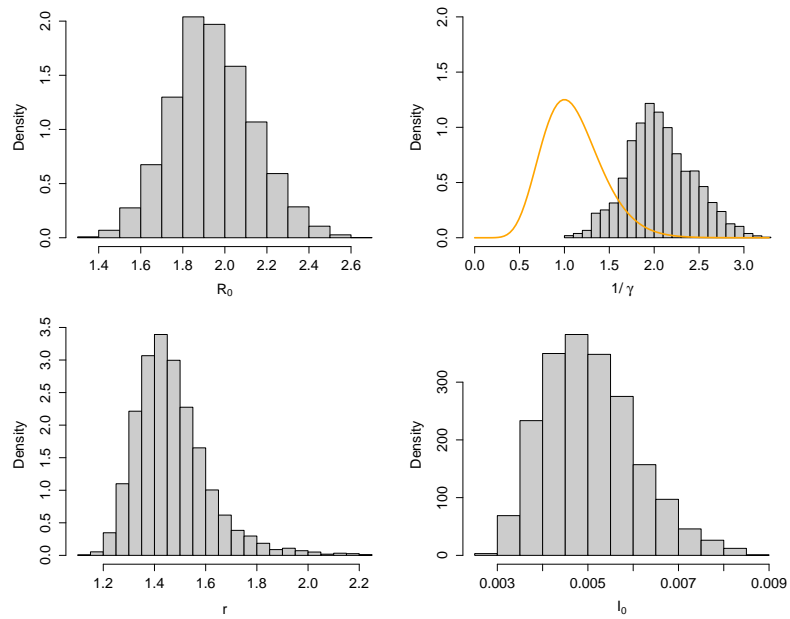 Density
0.0 0.5 1.0 1.5 2.0
1.4 1.6 1.8 2.0 2.2 2.4 2.6
R₀
Density
0.0 0.5 1.0 1.5 2.0
0.0 0.5 1.0 1.5 2.0 2.5 3.0
1/ γ
Density
0.0 0.5 1.0 1.5 2.0 2.5 3.0 3.5
1.2 1.4 1.6 1.8 2.0 2.2
r
Density
0 100 200 300
0.003 0.005 0.007 0.009
I₀